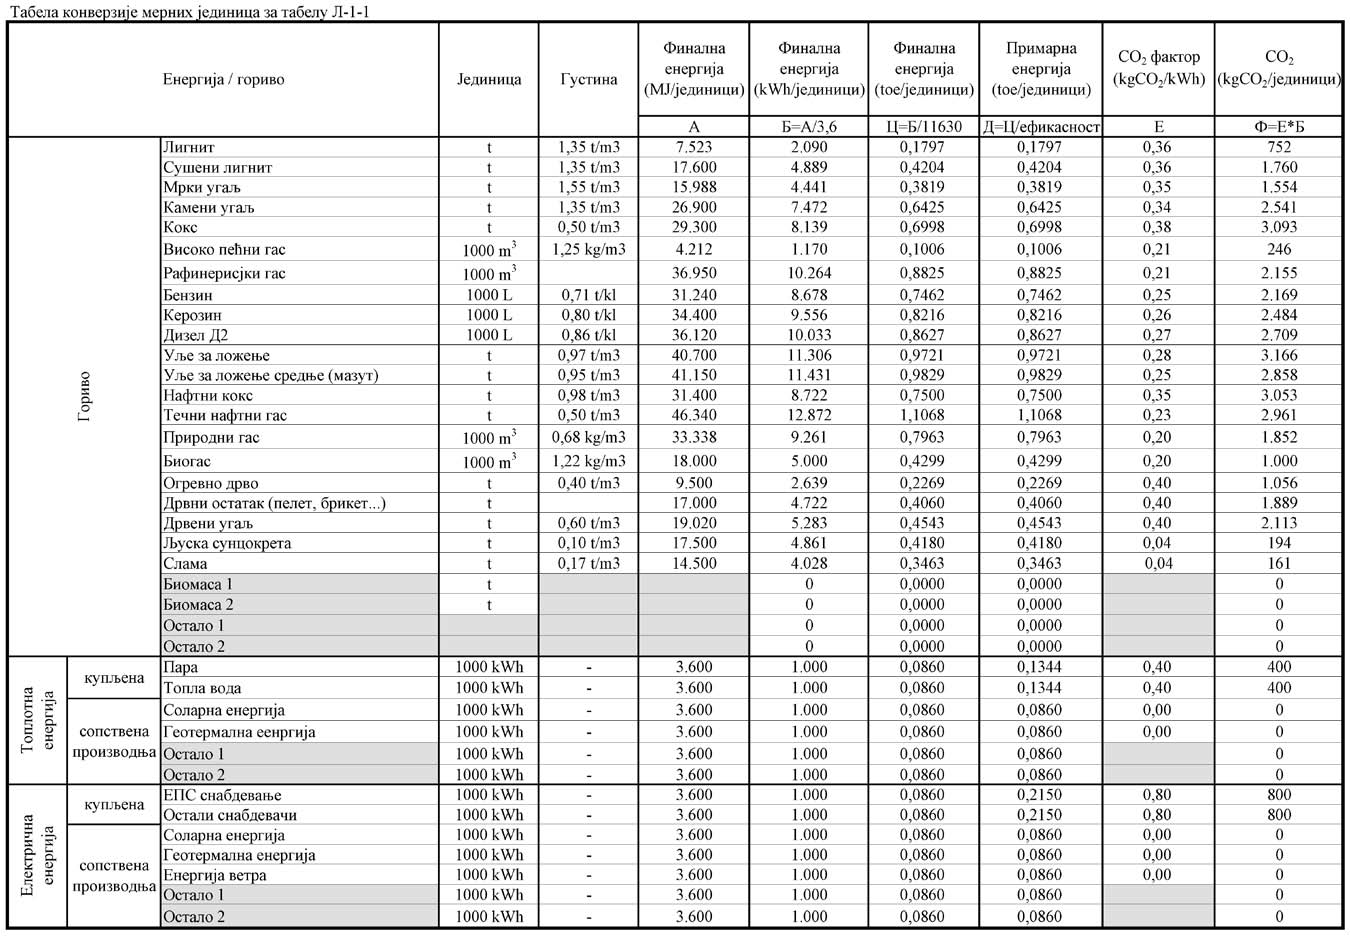 Табела конверзије мерних јединица за табелу Л-1-1
Енергија / гориво Јединица Густина Финална енергија (MJ/јединици) Финална енергија (kWh/јединици) Финална енергија (toe/јединици) Примарна енергија (toe/јединици) CO2 фактор (kgCO2/kWh) CO2 (kgCO2/јединици)
А Б=А/3,6 Ц=Б/11630 Д=Ц/ефикасност Е Ф=Е*Б
Гориво
Лигнит t 1,35 t/m3 7.523 2.090 0,1797 0,1797 0,36 752
Сушени лигнит t 1,35 t/m3 17.600 4.889 0,4204 0,4204 0,36 1.760
Мрки угаљ t 1,55 t/m3 15.988 4.441 0,3819 0,3819 0,35 1.554
Камени угаљ t 1,35 t/m3 26.900 7.472 0,6425 0,6425 0,34 2.541
Кокс t 0,50 t/m3 29.300 8.139 0,6998 0,6998 0,38 3.093
Високо пећни гас 1000 m3 1,25 kg/m3 4.212 1.170 0,1006 0,1006 0,21 246
Рафинерисјки гас 1000 m3 36.950 10.264 0,8825 0,8825 0,21 2.155
Бензин 1000 L 0,71 t/kl 31.240 8.678 0,7462 0,7462 0,25 2.169
Керозин 1000 L 0,80 t/kl 34.400 9.556 0,8216 0,8216 0,26 2.484
Дизел Д2 1000 L 0,86 t/kl 36.120 10.033 0,8627 0,8627 0,27 2.709
Уље за ложење t 0,97 t/m3 40.700 11.306 0,9721 0,9721 0,28 3.166
Уље за ложење средње (мазут) t 0,95 t/m3 41.150 11.431 0,9829 0,9829 0,25 2.858
Нафтни кокс t 0,98 t/m3 31.400 8.722 0,7500 0,7500 0,35 3.053
Течни нафтни гас t 0,50 t/m3 46.340 12.872 1,1068 1,1068 0,23 2.961
Природни гас 1000 m3 0,68 kg/m3 33.338 9.261 0,7963 0,7963 0,20 1.852
Биогас 1000 m3 1,22 kg/m3 18.000 5.000 0,4299 0,4299 0,20 1.000
Огревно дрво t 0,40 t/m3 9.500 2.639 0,2269 0,2269 0,40 1.056
Дрвни остатак (пелет, брикет...) t 17.000 4.722 0,4060 0,4060 0,40 1.889
Дрвени угаљ t 0,60 t/m3 19.020 5.283 0,4543 0,4543 0,40 2.113
Љуска сунцокрета t 0,10 t/m3 17.500 4.861 0,4180 0,4180 0,04 194
Слама t 0,17 t/m3 14.500 4.028 0,3463 0,3463 0,04 161
Биомаса 1 t 0 0,0000 0,0000 0
Биомаса 2 t 0 0,0000 0,0000 0
Остало 1 0 0,0000 0,0000 0
Остало 2 0 0,0000 0,0000 0
Топлотна енергија
купљена
Пара 1000 kWh - 3.600 1.000 0,0860 0,1344 0,40 400
Топла вода 1000 kWh - 3.600 1.000 0,0860 0,1344 0,40 400
сопствена производња
Соларна енергија 1000 kWh - 3.600 1.000 0,0860 0,0860 0,00 0
Геотермална еенргија 1000 kWh - 3.600 1.000 0,0860 0,0860 0,00 0
Остало 1 1000 kWh - 3.600 1.000 0,0860 0,0860 0
Остало 2 1000 kWh - 3.600 1.000 0,0860 0,0860 0
Електрична енергија
купљена
ЕПС снабдевање 1000 kWh - 3.600 1.000 0,0860 0,2150 0,80 800
Остали снабдевачи 1000 kWh - 3.600 1.000 0,0860 0,2150 0,80 800
сопствена производња
Соларна енергија 1000 kWh - 3.600 1.000 0,0860 0,0860 0,00 0
Геотермална енергија 1000 kWh - 3.600 1.000 0,0860 0,0860 0,00 0
Енергија ветра 1000 kWh - 3.600 1.000 0,0860 0,0860 0,00 0
Остало 1 1000 kWh - 3.600 1.000 0,0860 0,0860 0
Остало 2 1000 kWh - 3.600 1.000 0,0860 0,0860 0